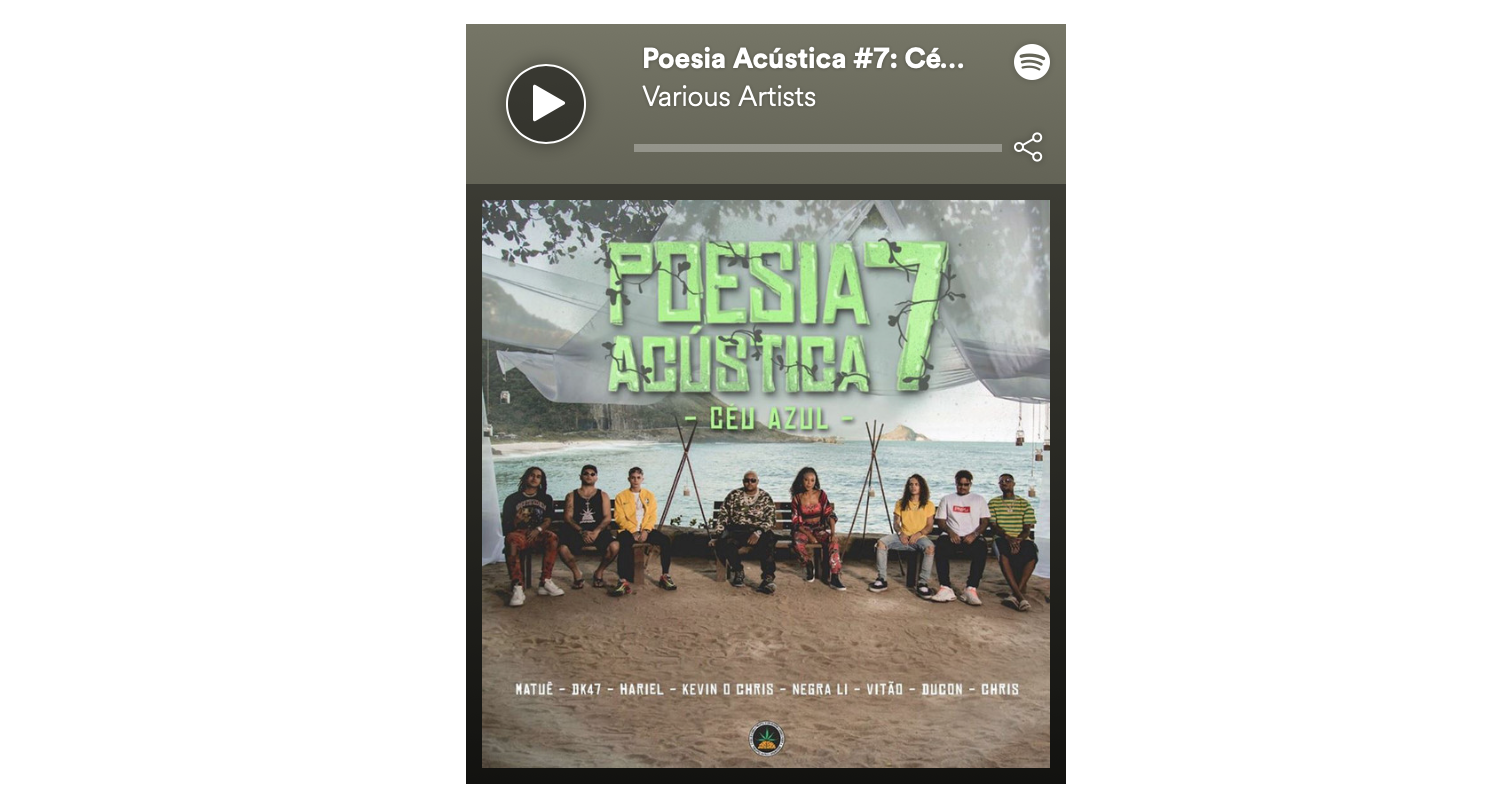 Poesia Acústica #7: Cé...
Various Artists
POESIA 7
ACÚSTICA
- CÉU AZUL -
MATUÊ - DK47 - HARIEL - KEVIN O CHRIS - NEGRA LI - VITÃO - DUCON - CHRIS